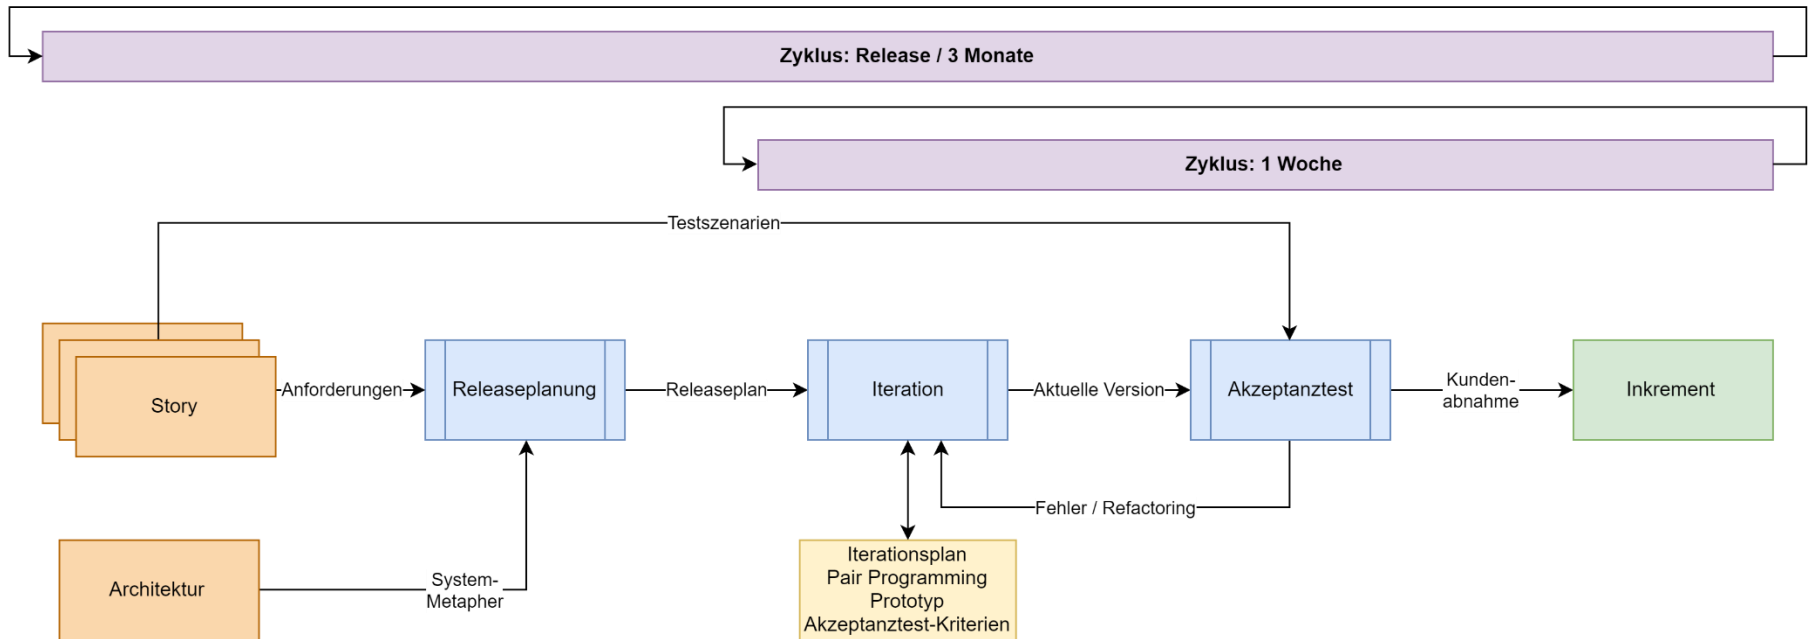 Zyklus: Release / 3 Monate
Zyklus: 1 Woche
Testszenarien
Story
Anforderungen
Releaseplanung
Releaseplan
Iteration
Aktuelle Version
Akzeptanztest
Kunden-
abnahme
Inkrement
Fehler / Refactoring
Architektur
System-
Metapher
Iterationsplan
Pair Programming
Prototyp
Akzeptanztest-Kriterien